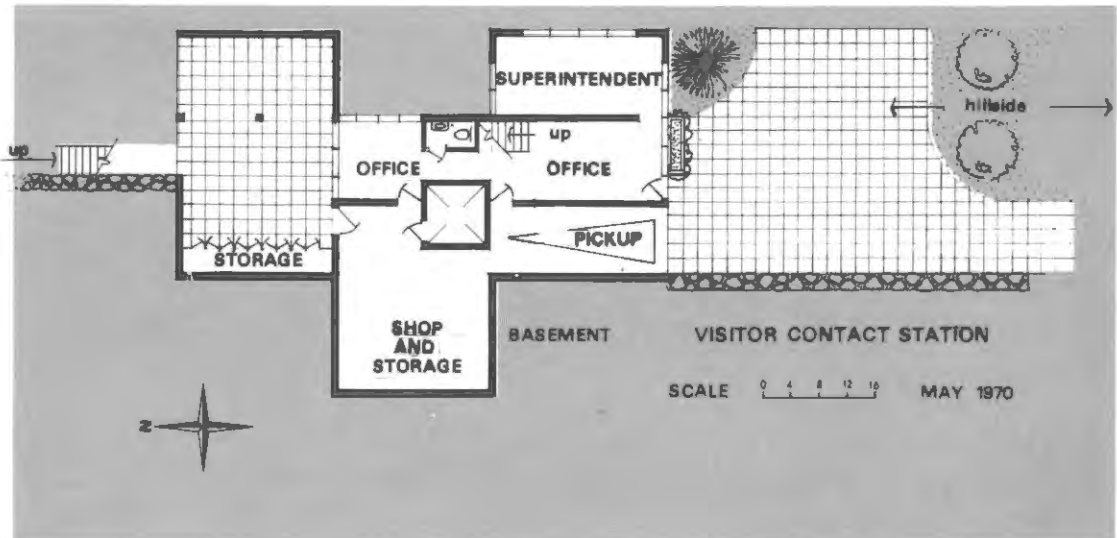 SUPERINTENDENT
hillside
up
up
OFFICE
OFFICE
PICKUP
STORAGE
SHOP
AND
STORAGE
BASEMENT
VISITOR CONTACT STATION
SCALE 0 4 8 12 16 MAY 1970
N